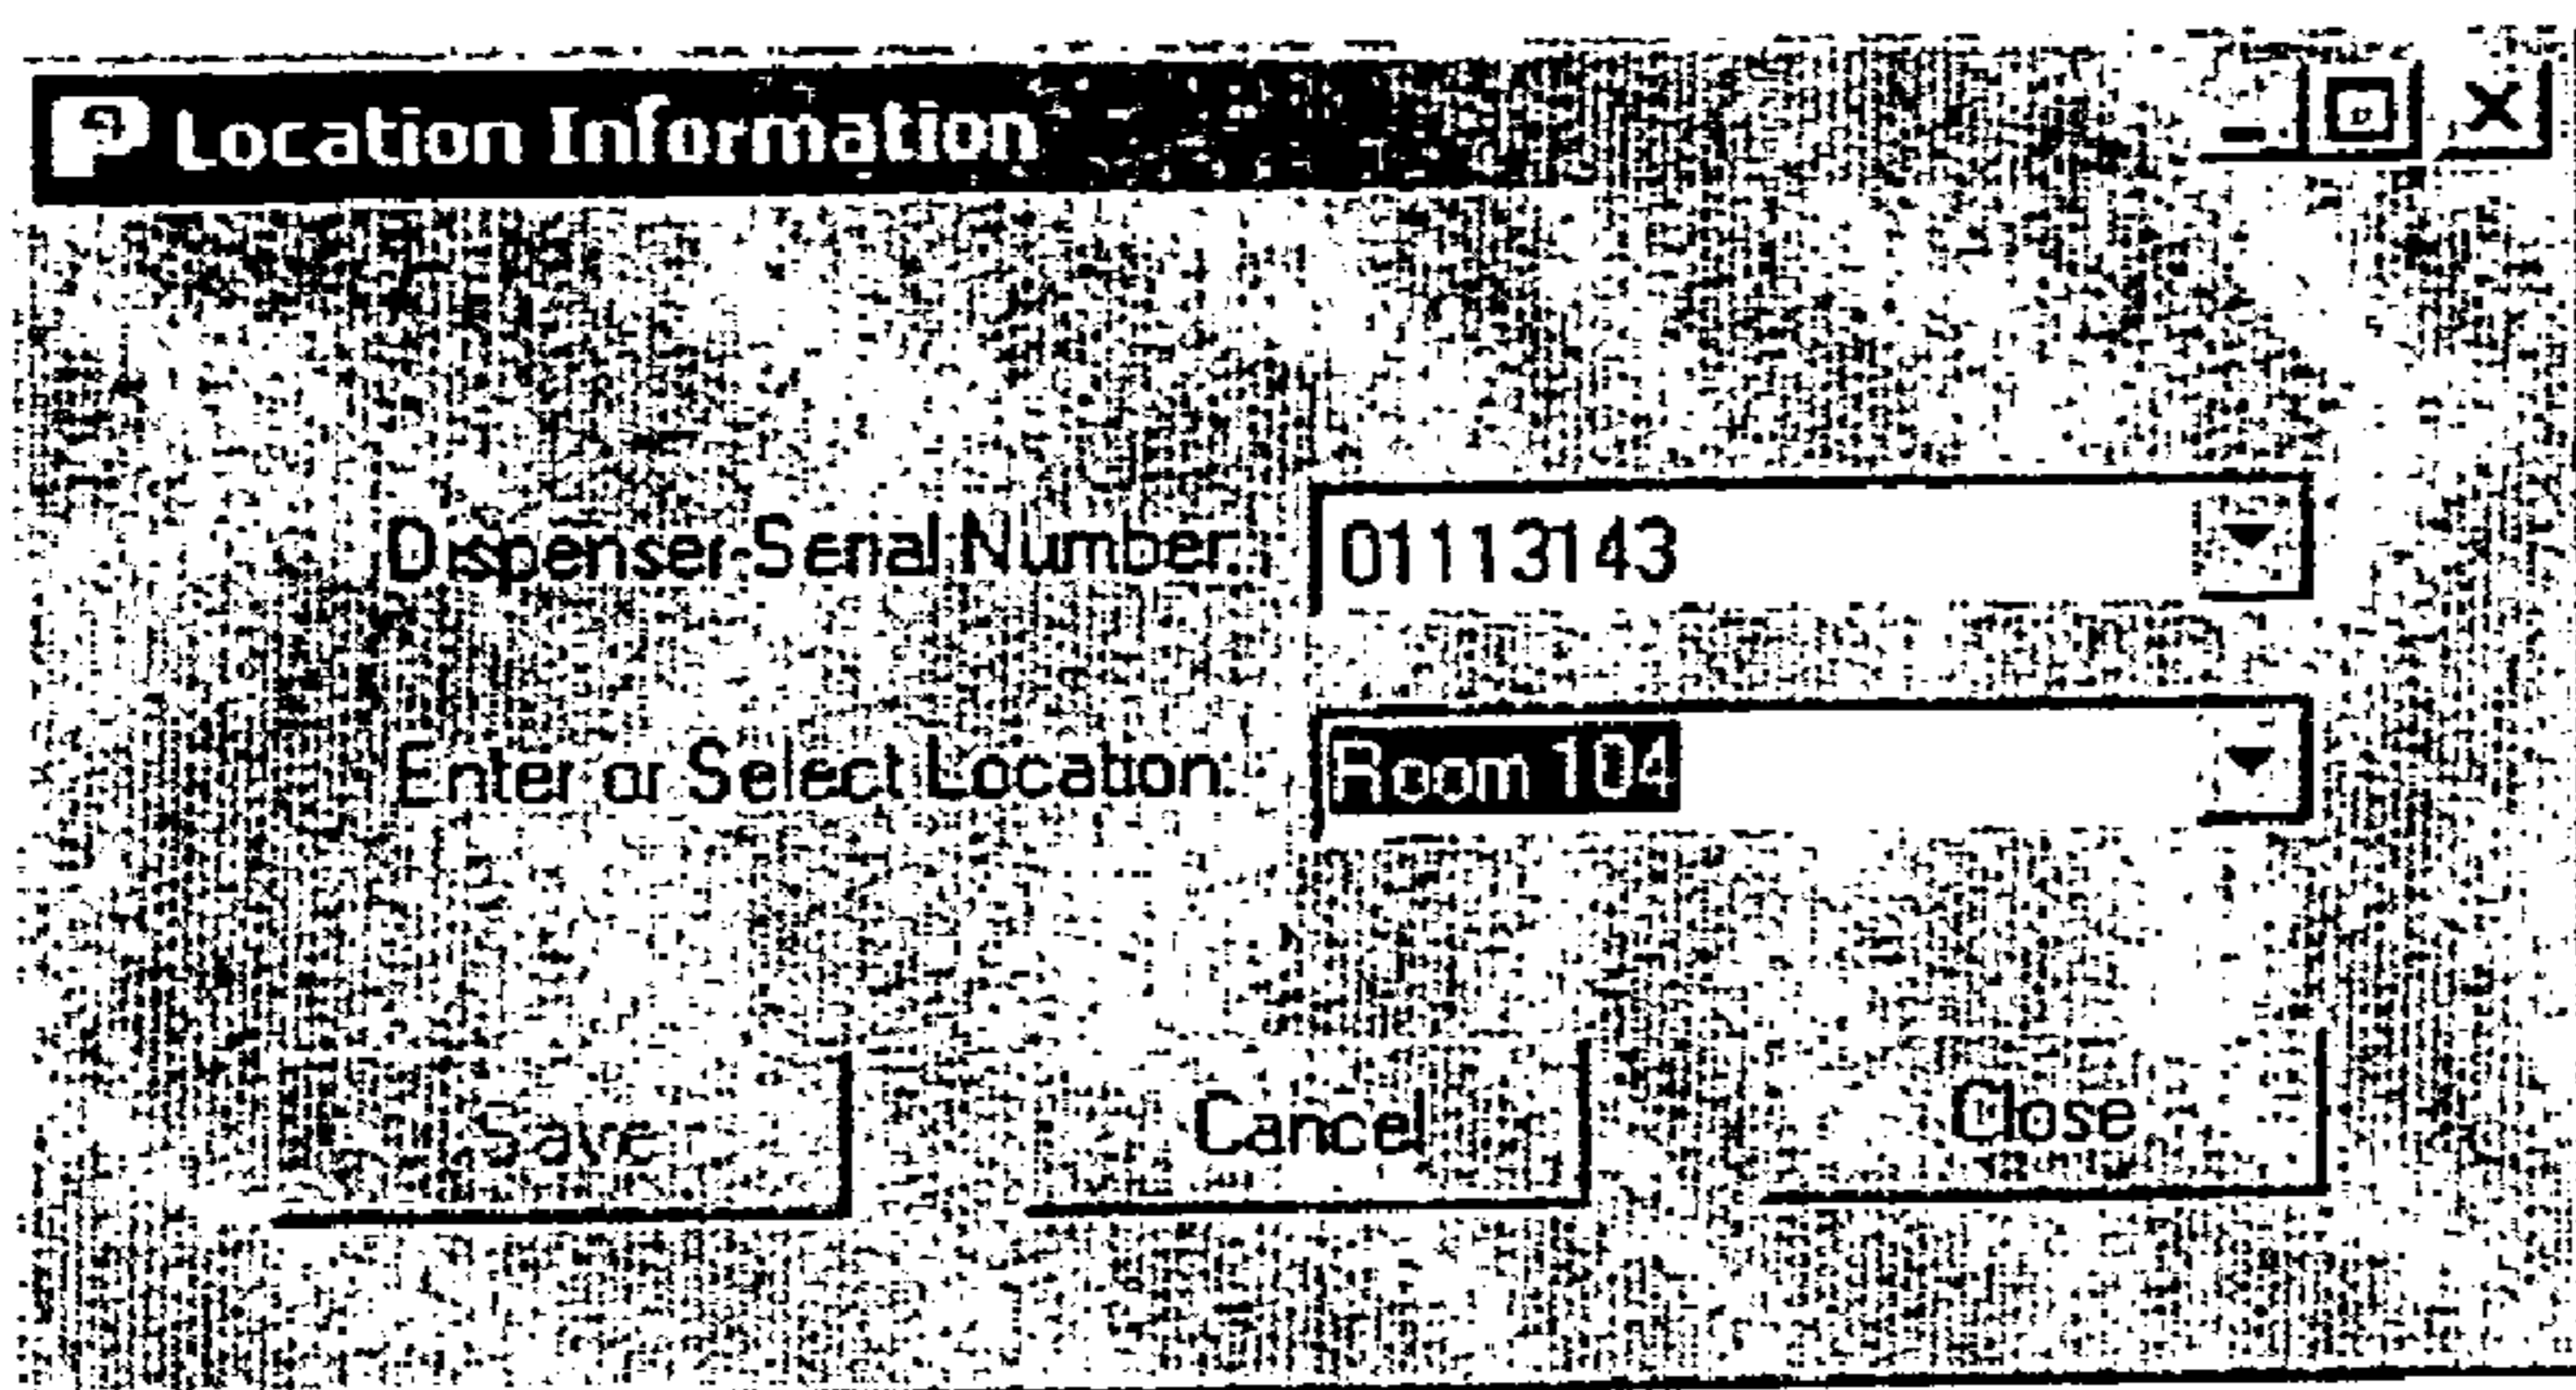 Location Information
Dispenser Serial Number: 01113143
Enter or Select Location: Room 104
Save Cancel Close